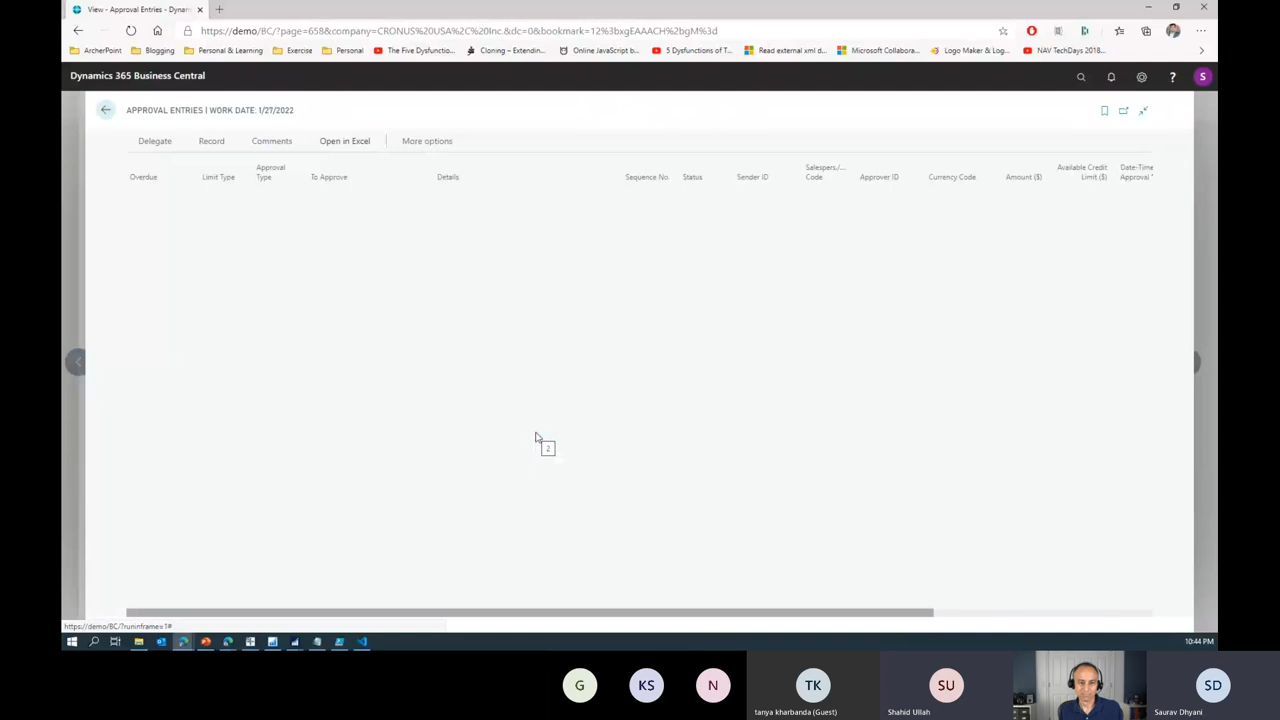 View - Approval Entries - Dynami
https://demo/BC/?page=658&company=CRONUS%20USA%2C%20Inc.&dc=0&bookmark=12%3bxgEAAACH%2bgM%3d
ArcherPoint Blogging Personal & Learning Exercise Personal The Five Dysfunctio... Cloning – Extendin... Online JavaScript b... 5 Dysfunctions of T... Read external xml d... Microsoft Collabora... Logo Maker & Log... NAV TechDays 2018...
Dynamics 365 Business Central
?
S
APPROVAL ENTRIES | WORK DATE: 1/27/2022
Delegate Record Comments Open in Excel More options
Overdue Limit Type Approval Type To Approve Details Sequence No. Status Sender ID Salespers./... Code Approver ID Currency Code Amount ($) Available Credit Limit ($) Date-Time Approval
2
https://demo/BC/?runinframe=1#
10:44 PM
G KS N TK SU SD
tanya kharbanda (Guest) Shahid Ullah Saurav Dhyani